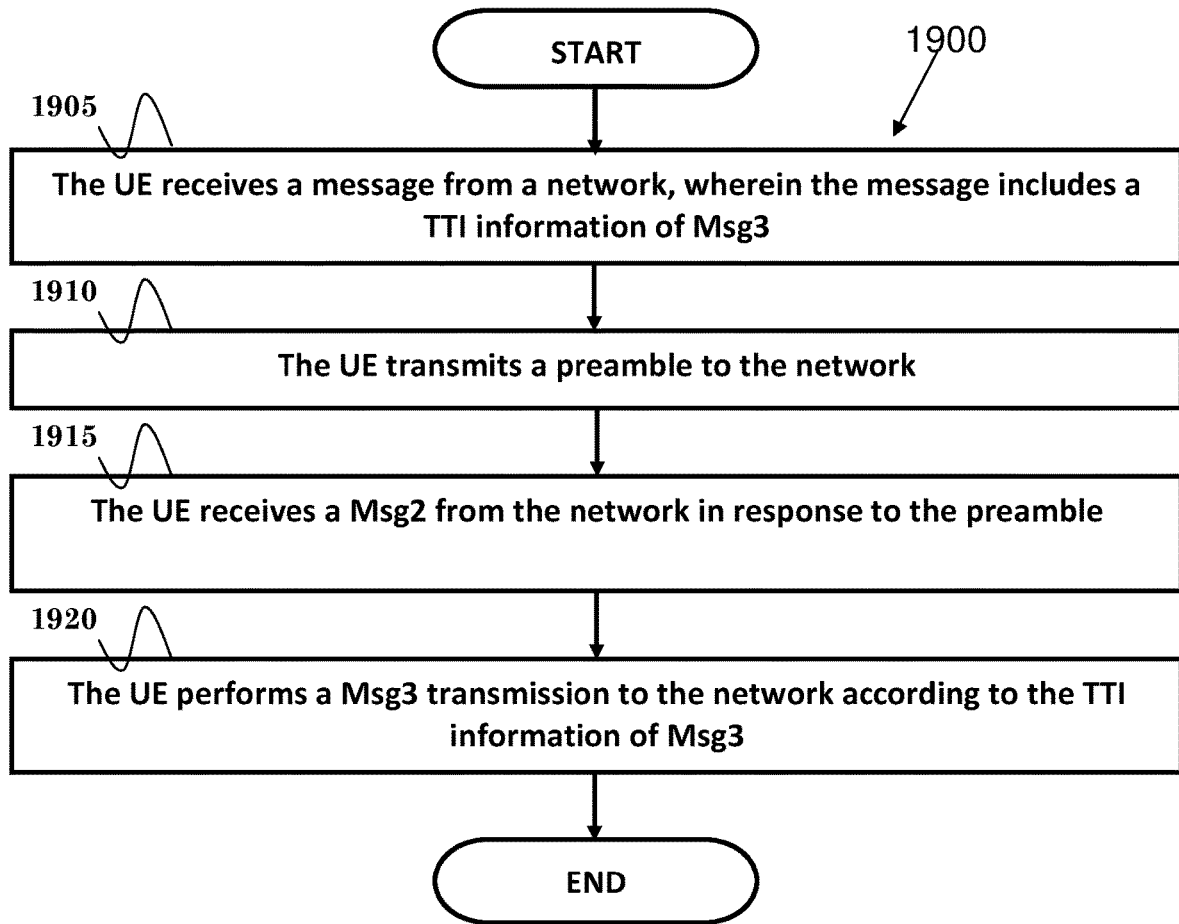 START
1900
1905
The UE receives a message from a network, wherein the message includes a
TTI information of Msg3
1910
The UE transmits a preamble to the network
1915
The UE receives a Msg2 from the network in response to the preamble
1920
The UE performs a Msg3 transmission to the network according to the TTI
information of Msg3
END